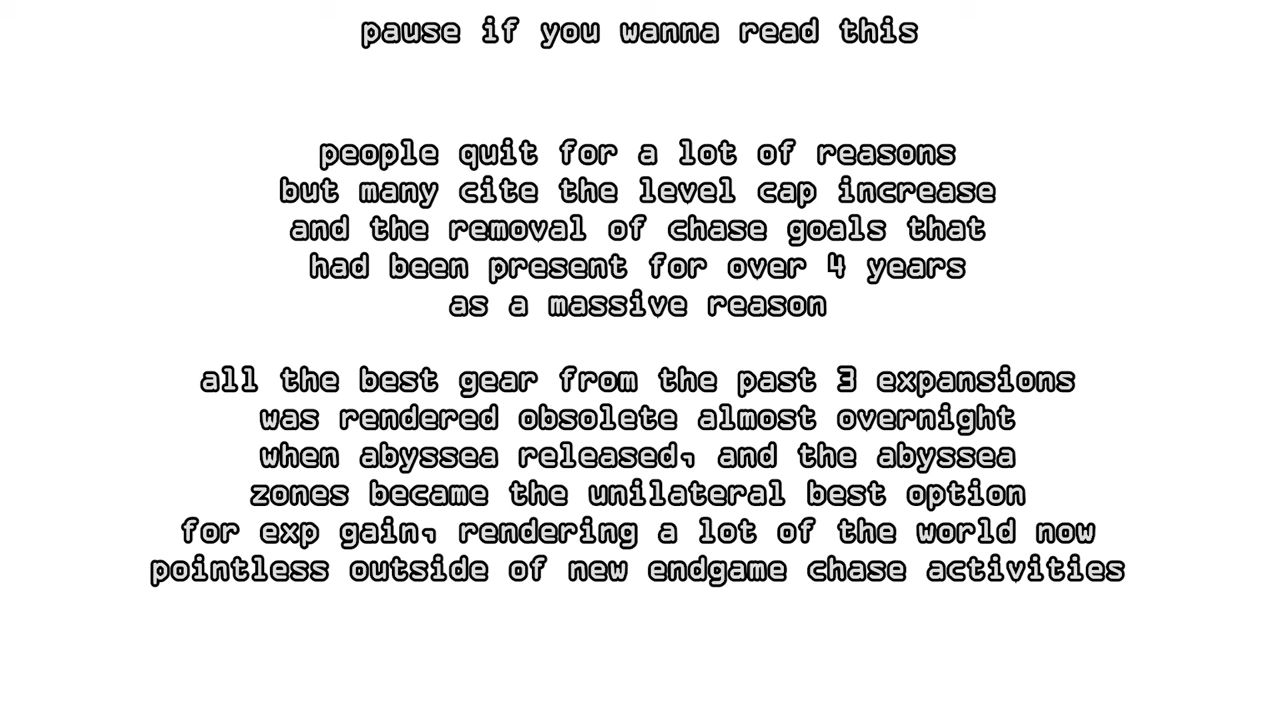 pause if you wanna read this
people quit for a lot of reasons
but many cite the level cap increase
and the removal of chase goals that
had been present for over 4 years
as a massive reason
all the best gear from the past 3 expansions
was rendered obsolete almost overnight
when abyssea released, and the abyssea
zones became the unilateral best option
for exp gain, rendering a lot of the world now
pointless outside of new endgame chase activities